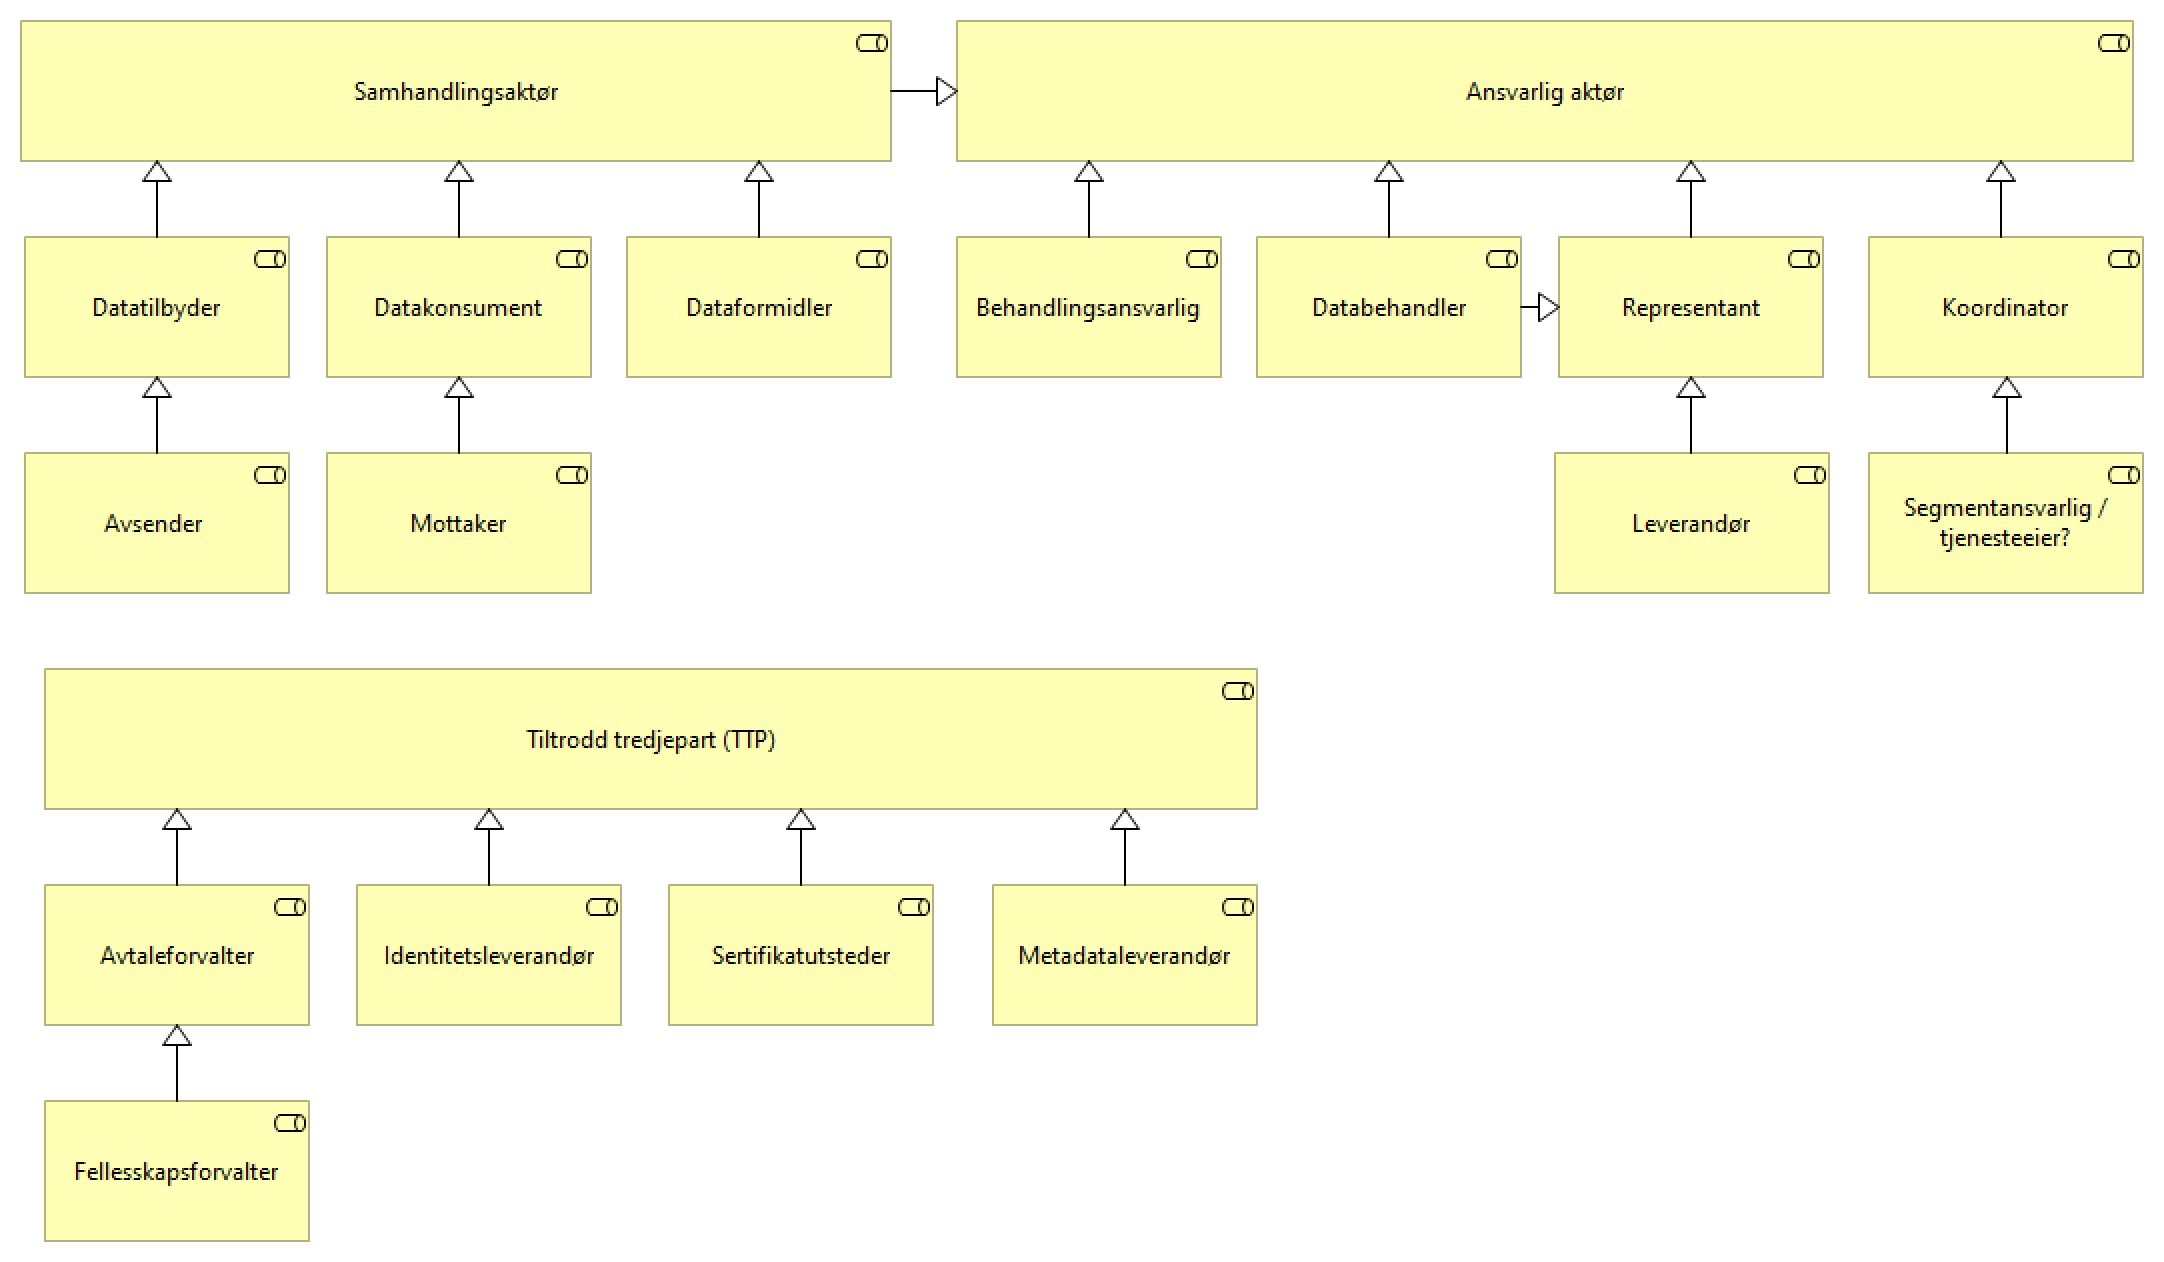 Samhandlingsaktør
Ansvarlig aktør
Datatilbyder
Datakonsument
Dataformidler
Behandlingsansvarlig
Databehandler
Representant
Koordinator
Avsender
Mottaker
Leverandør
Segmentansvarlig /
tjenesteeier?
Tiltrodd tredjepart (TTP)
Avtaleforvalter
Identitetsleverandør
Sertifikatutsteder
Metadataleverandør
Fellesskapsforvalter